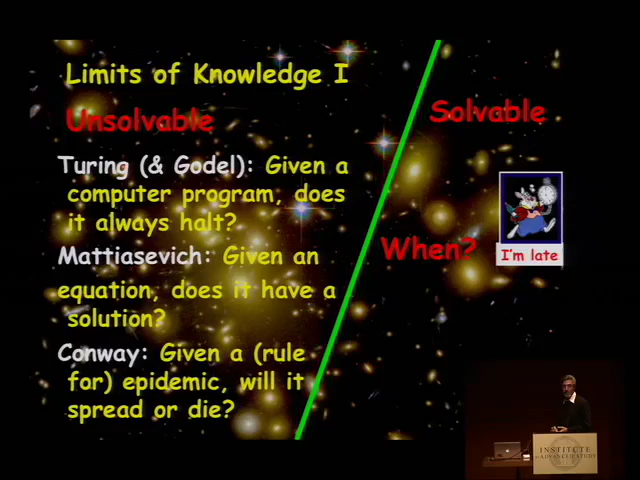 Limits of Knowledge I
Unsolvable
Solvable
Turing (& Godel): Given a
computer program, does
it always halt?
Mattiasevich: Given an
equation, does it have a
solution?
Conway: Given a (rule
for) epidemic, will it
spread or die?
When?
I'm late
INSTITUTE
for ADVANCED STUDY